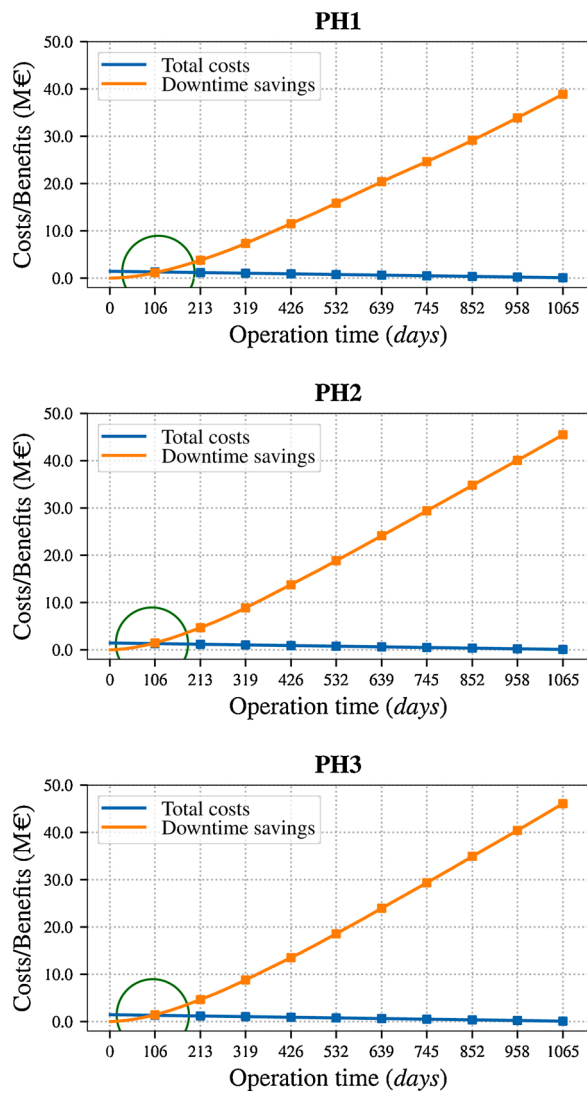 PH1
50.0
40.0
30.0
20.0
10.0
0.0
Costs/Benefits (M€)
Total costs
Downtime savings
0 106 213 319 426 532 639 745 852 958 1065
Operation time (days)
PH2
50.0
40.0
30.0
20.0
10.0
0.0
Costs/Benefits (M€)
Total costs
Downtime savings
0 106 213 319 426 532 639 745 852 958 1065
Operation time (days)
PH3
50.0
40.0
30.0
20.0
10.0
0.0
Costs/Benefits (M€)
Total costs
Downtime savings
0 106 213 319 426 532 639 745 852 958 1065
Operation time (days)